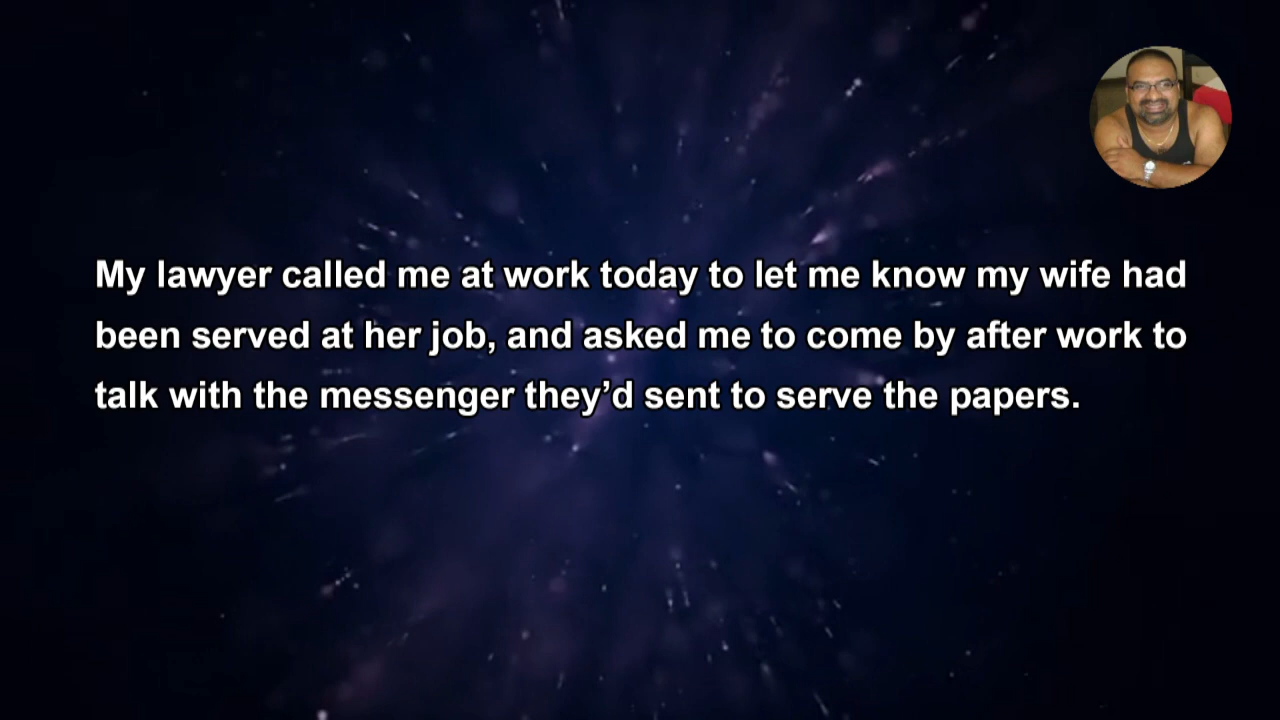 My lawyer called me at work today to let me know my wife had
been served at her job, and asked me to come by after work to
talk with the messenger they’d sent to serve the papers.